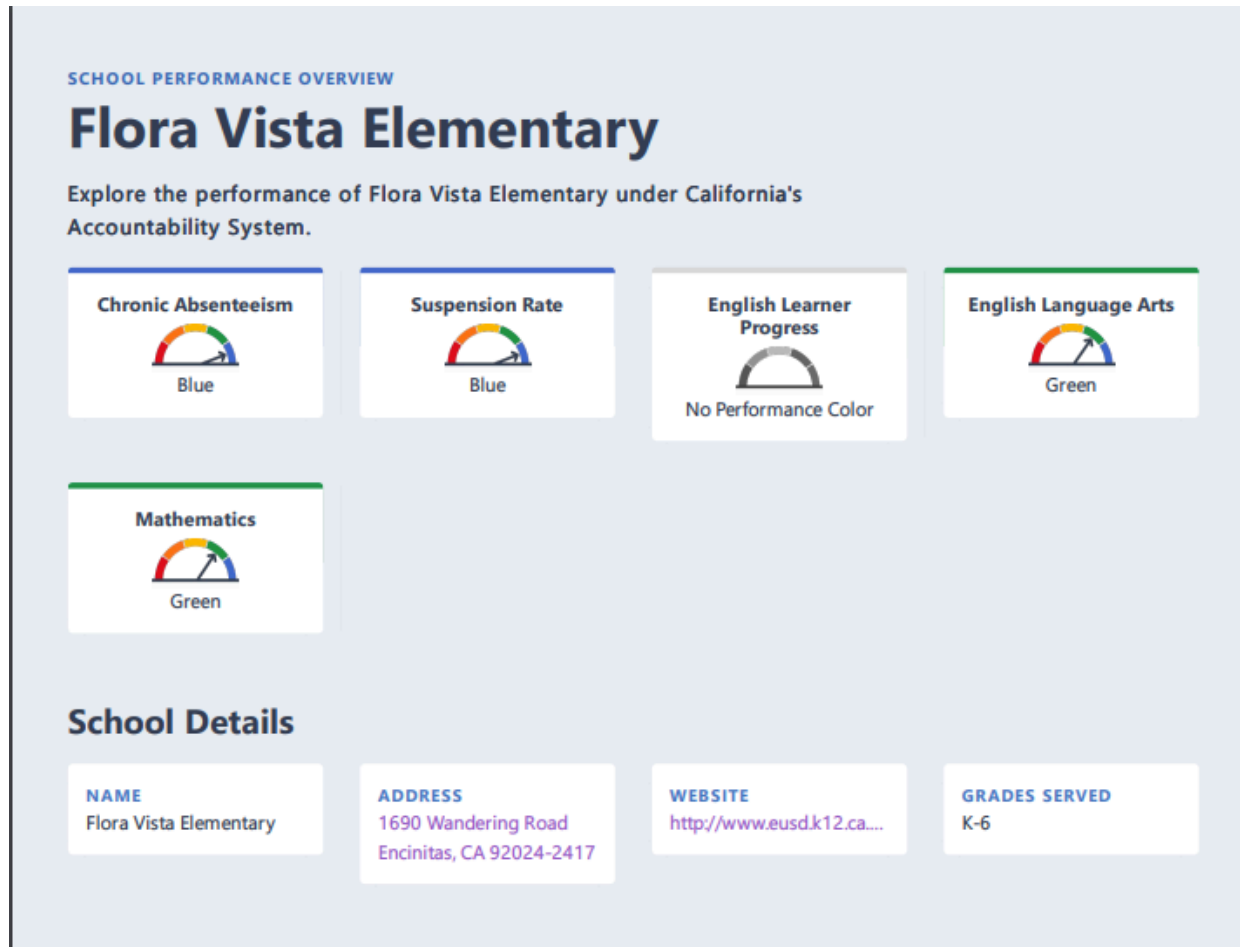 SCHOOL PERFORMANCE OVERVIEW
Flora Vista Elementary
Explore the performance of Flora Vista Elementary under California's
Accountability System.
Chronic Absenteeism
Blue
Suspension Rate
Blue
English Learner
Progress
No Performance Color
English Language Arts
Green
Mathematics
Green
School Details
NAME
Flora Vista Elementary
ADDRESS
1690 Wandering Road
Encinitas, CA 92024-2417
WEBSITE
http://www.eusd.k12.ca....
GRADES SERVED
K-6